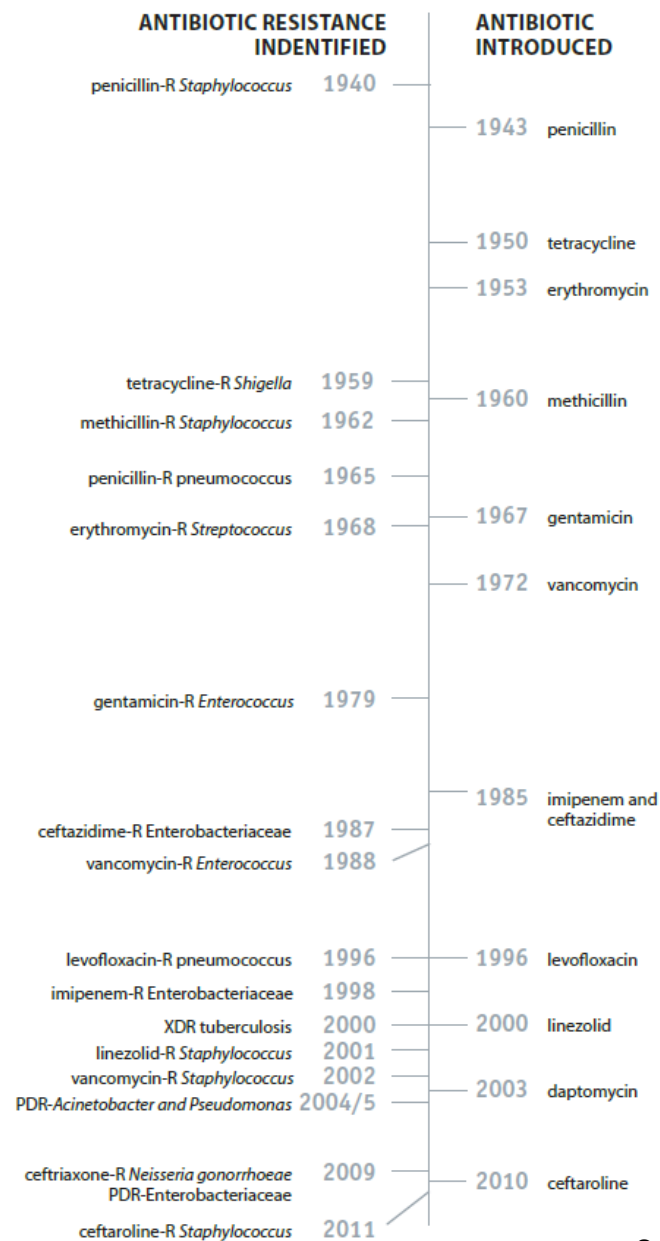 ANTIBIOTIC RESISTANCE
INDENTIFIED
ANTIBIOTIC
INTRODUCED
penicillin-R Staphylococcus 1940
1943 penicillin
1950 tetracycline
1953 erythromycin
tetracycline-R Shigella 1959
1960 methicillin
methicillin-R Staphylococcus 1962
penicillin-R pneumococcus 1965
1967 gentamicin
erythromycin-R Streptococcus 1968
1972 vancomycin
gentamicin-R Enterococcus 1979
1985 imipenem and
ceftazidime
ceftazidime-R Enterobacteriaceae 1987
vancomycin-R Enterococcus 1988
levofloxacin-R pneumococcus 1996
1996 levofloxacin
imipenem-R Enterobacteriaceae 1998
XDR tuberculosis 2000
2000 linezolid
linezolid-R Staphylococcus 2001
vancomycin-R Staphylococcus 2002
2003 daptomycin
PDR-Acinetobacter and Pseudomonas 2004/5
ceftriaxone-R Neisseria gonorrhoeae 2009
PDR-Enterobacteriaceae
2010 ceftaroline
ceftaroline-R Staphylococcus 2011